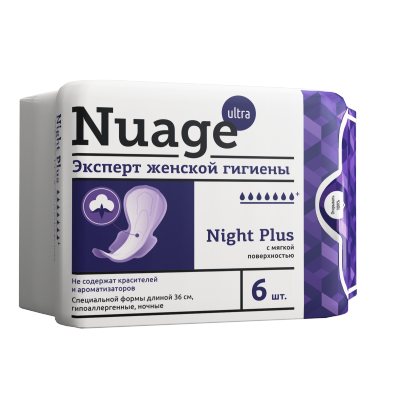 Nuage
ultra
Эксперт женской гигиены
Night Plus
с мягкой
поверхностью
Не содержат красителей
и ароматизаторов
Специальной формы длиной 36 см,
гипоаллергенные, ночные
6 шт.
Night Plus